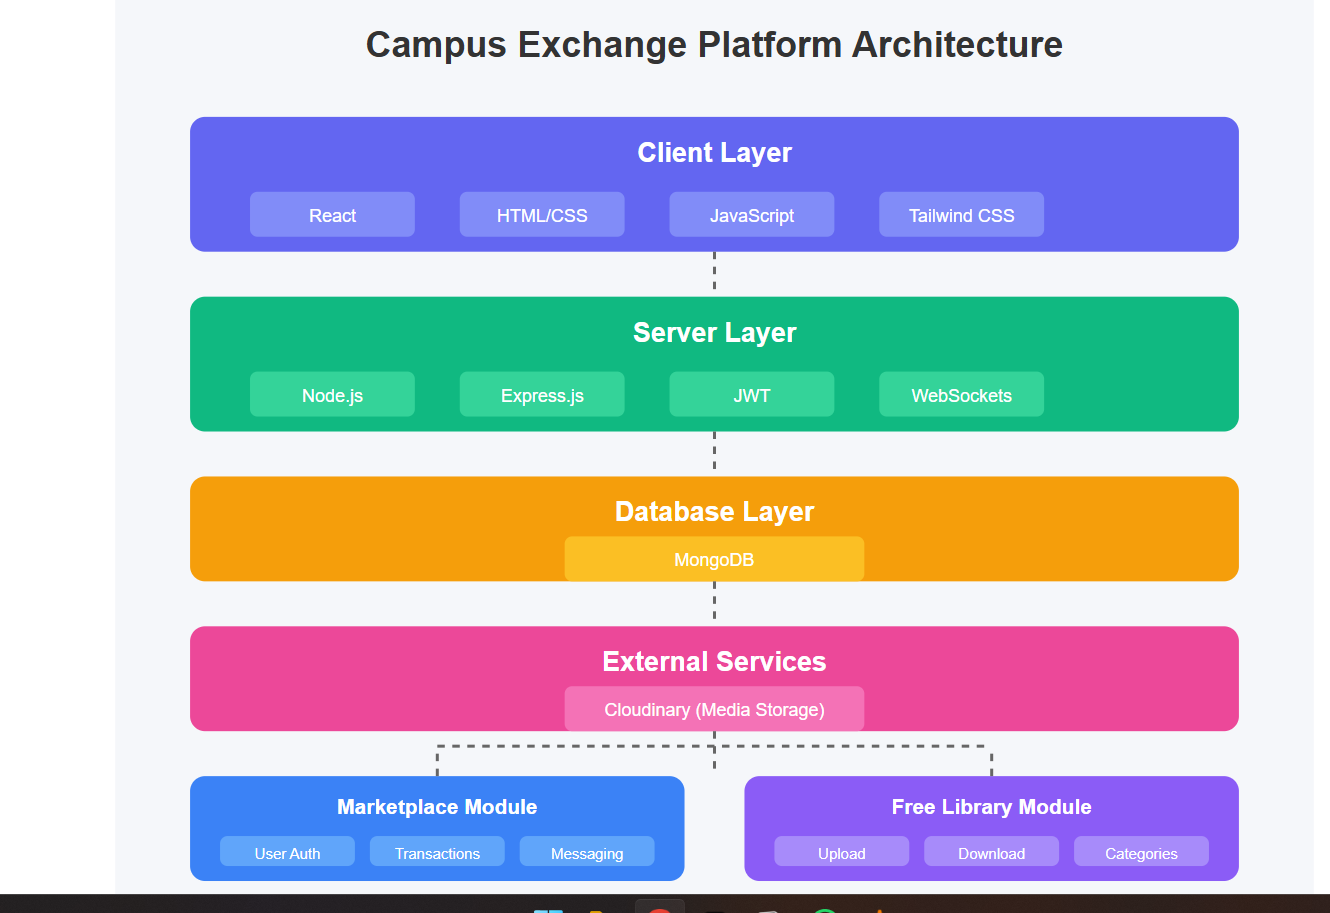 Campus Exchange Platform Architecture
Client Layer
React
HTML/CSS
JavaScript
Tailwind CSS
Server Layer
Node.js
Express.js
JWT
WebSockets
Database Layer
MongoDB
External Services
Cloudinary (Media Storage)
Marketplace Module
User Auth
Transactions
Messaging
Free Library Module
Upload
Download
Categories